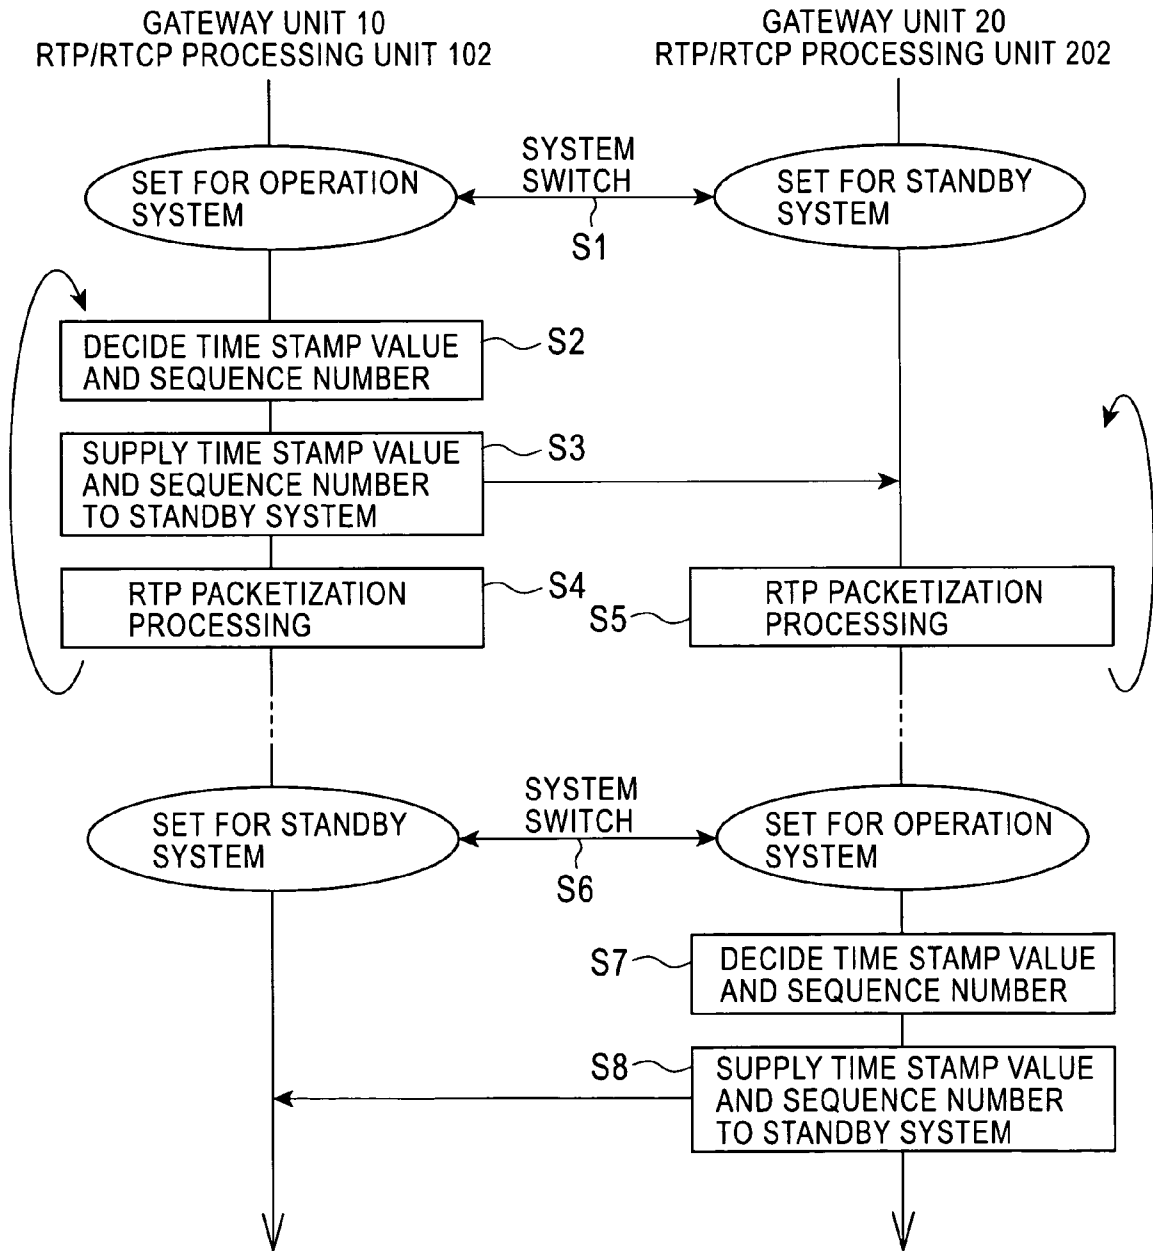 GATEWAY UNIT 10
RTP/RTCP PROCESSING UNIT 102
GATEWAY UNIT 20
RTP/RTCP PROCESSING UNIT 202
SET FOR OPERATION
SYSTEM
SYSTEM
SWITCH
S1
SET FOR STANDBY
SYSTEM
DECIDE TIME STAMP VALUE
AND SEQUENCE NUMBER
S2
SUPPLY TIME STAMP VALUE
AND SEQUENCE NUMBER
TO STANDBY SYSTEM
S3
RTP PACKETIZATION
PROCESSING
S4
S5
RTP PACKETIZATION
PROCESSING
SET FOR STANDBY
SYSTEM
SYSTEM
SWITCH
S6
SET FOR OPERATION
SYSTEM
S7
DECIDE TIME STAMP VALUE
AND SEQUENCE NUMBER
S8
SUPPLY TIME STAMP VALUE
AND SEQUENCE NUMBER
TO STANDBY SYSTEM